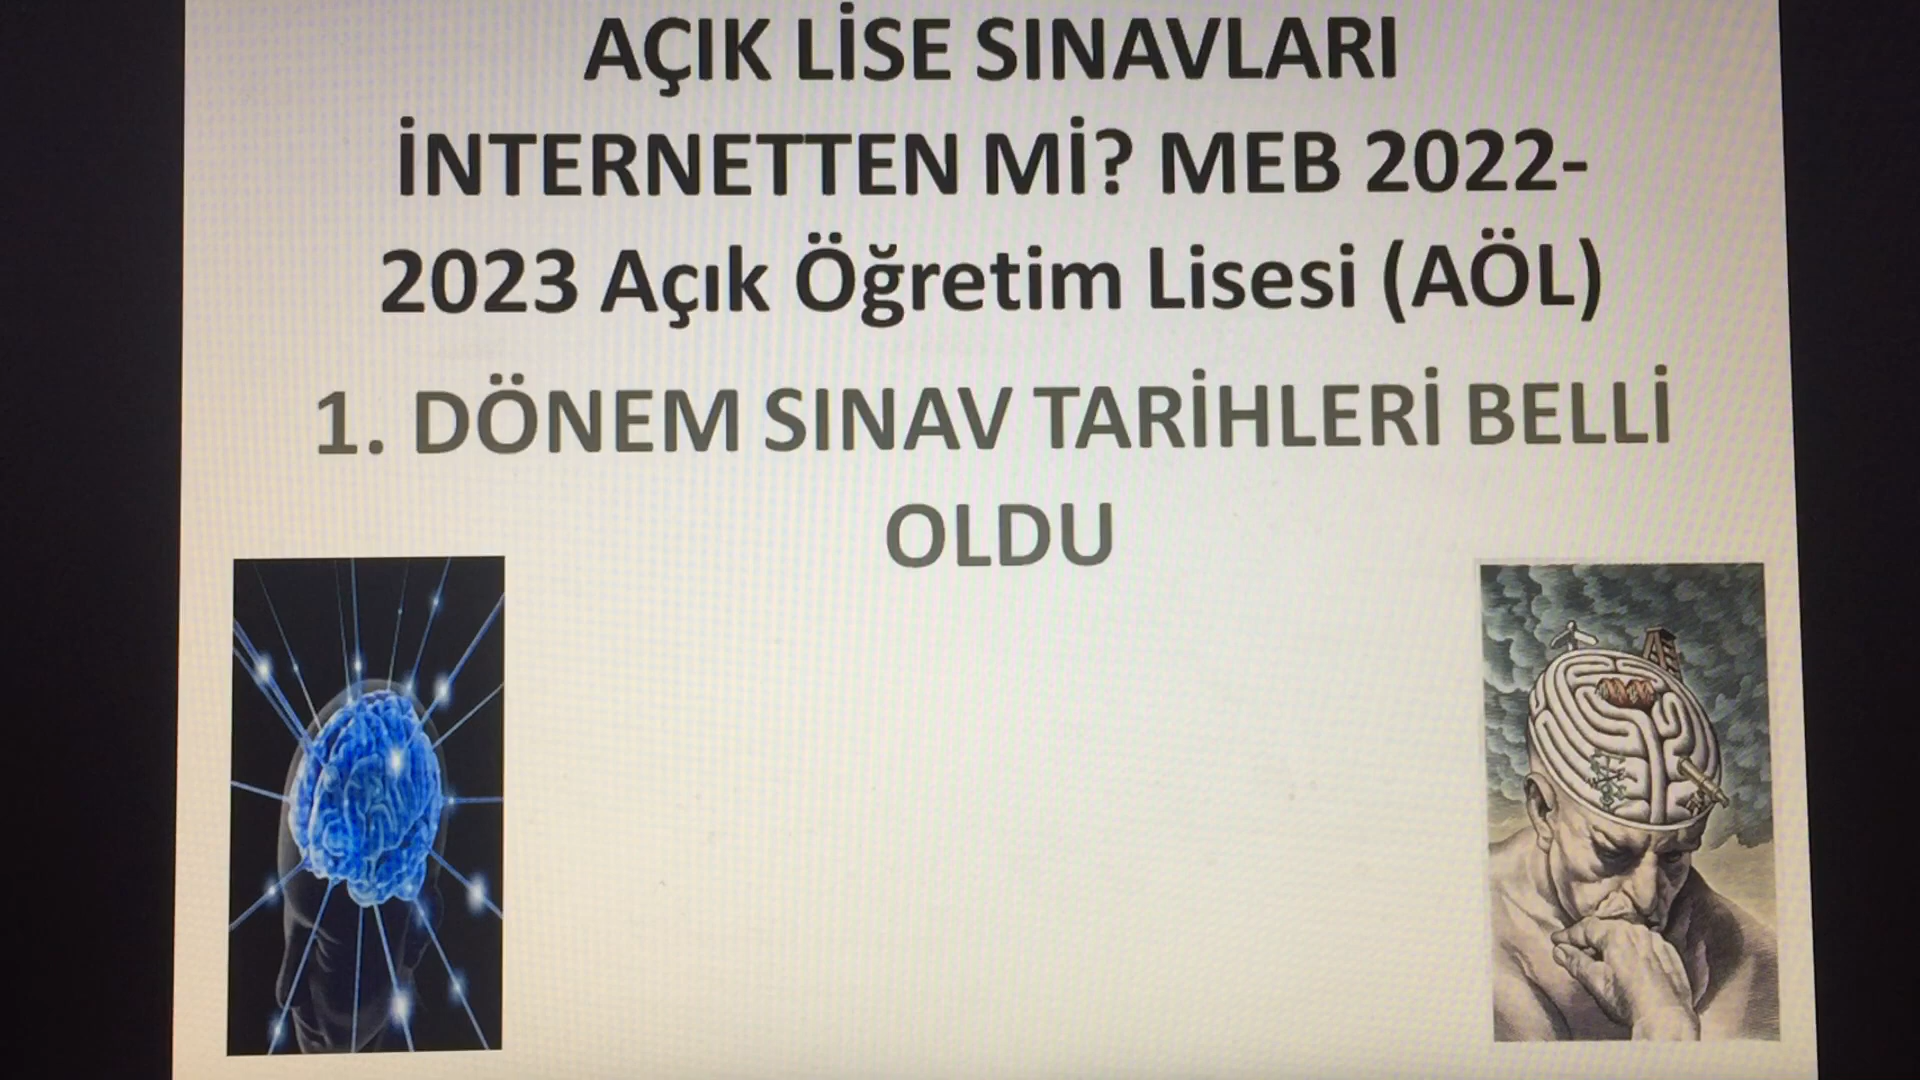 AÇIK LİSE SINAVLARI
İNTERNETTEN Mİ? MEB 2022-
2023 Açık Öğretim Lisesi (AÖL)
1. DÖNEM SINAV TARİHLERİ BELLİ
OLDU